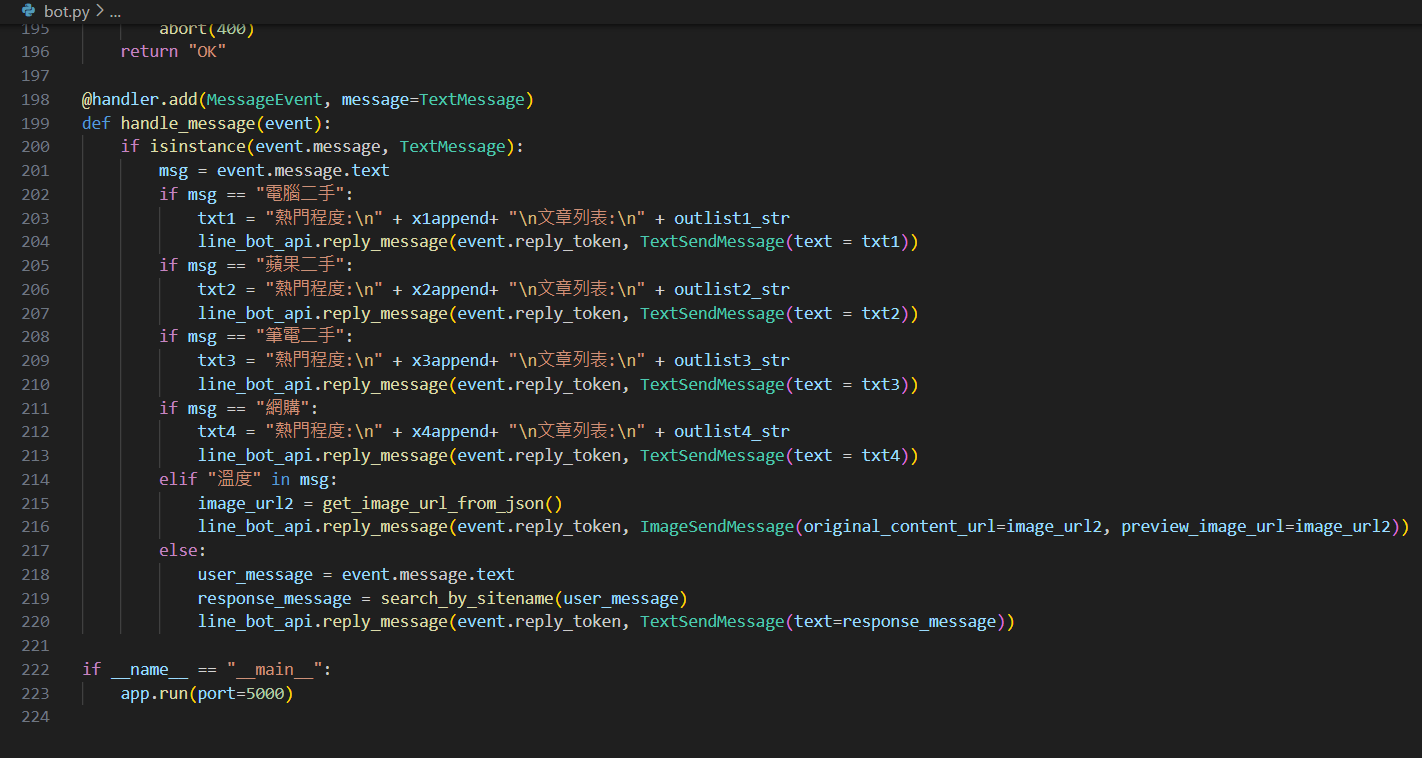 bot.py > ...
195 abort(400)
196 return "OK"
197
198 @handler.add(MessageEvent, message=TextMessage)
199 def handle_message(event):
200 if isinstance(event.message, TextMessage):
201 msg = event.message.text
202 if msg == "電腦二手":
203 txt1 = "熱門程度:\n" + x1append+ "\n文章列表:\n" + outlist1_str
204 line_bot_api.reply_message(event.reply_token, TextSendMessage(text = txt1))
205 if msg == "蘋果二手":
206 txt2 = "熱門程度:\n" + x2append+ "\n文章列表:\n" + outlist2_str
207 line_bot_api.reply_message(event.reply_token, TextSendMessage(text = txt2))
208 if msg == "筆電二手":
209 txt3 = "熱門程度:\n" + x3append+ "\n文章列表:\n" + outlist3_str
210 line_bot_api.reply_message(event.reply_token, TextSendMessage(text = txt3))
211 if msg == "網購":
212 txt4 = "熱門程度:\n" + x4append+ "\n文章列表:\n" + outlist4_str
213 line_bot_api.reply_message(event.reply_token, TextSendMessage(text = txt4))
214 elif "溫度" in msg:
215 image_url2 = get_image_url_from_json()
216 line_bot_api.reply_message(event.reply_token, ImageSendMessage(original_content_url=image_url2, preview_image_url=image_url2))
217 else:
218 user_message = event.message.text
219 response_message = search_by_sitename(user_message)
220 line_bot_api.reply_message(event.reply_token, TextSendMessage(text=response_message))
221
222 if __name__ == "__main__":
223 app.run(port=5000)
224